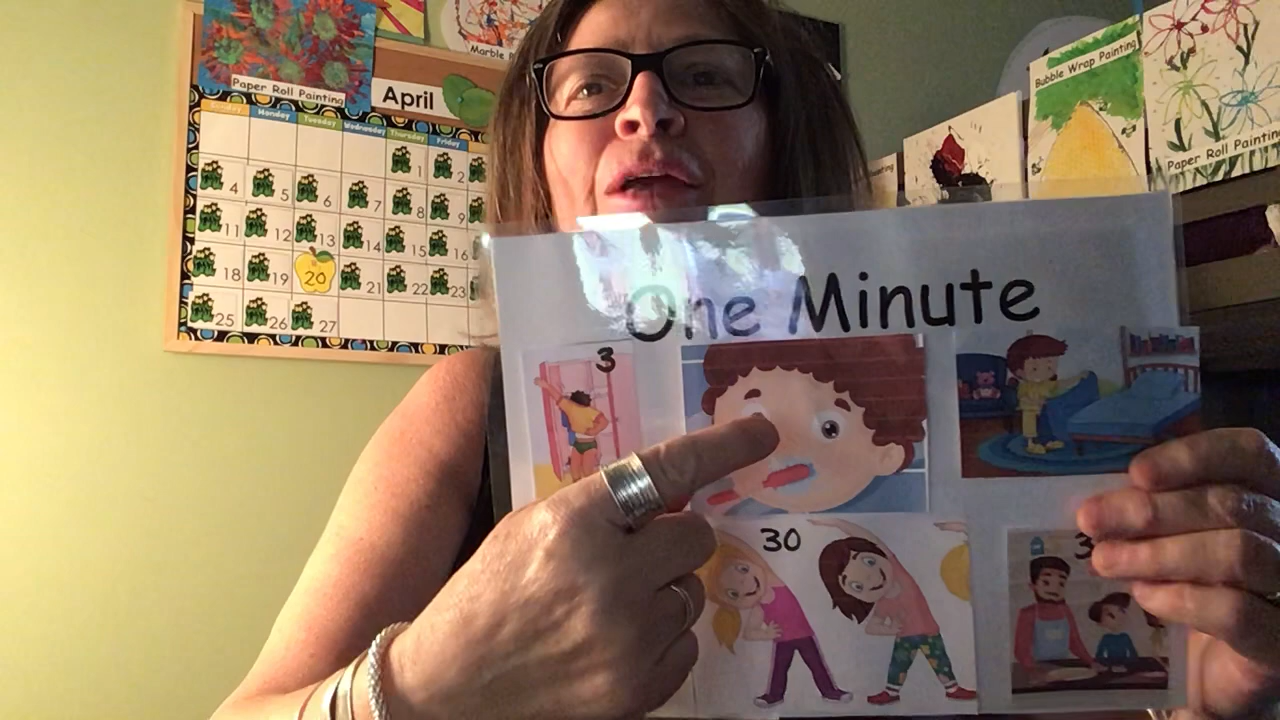 Paper Roll Painting
Marble
April
Sunday Monday Tuesday Wednesday Thursday Friday
1 2
4 5 6 7 8 9
11 12 13 14 15 16
18 19 20 21 22 23
25 26 27
Bubble Wrap Painting
Paper Roll Painting
One Minute
3
30
3